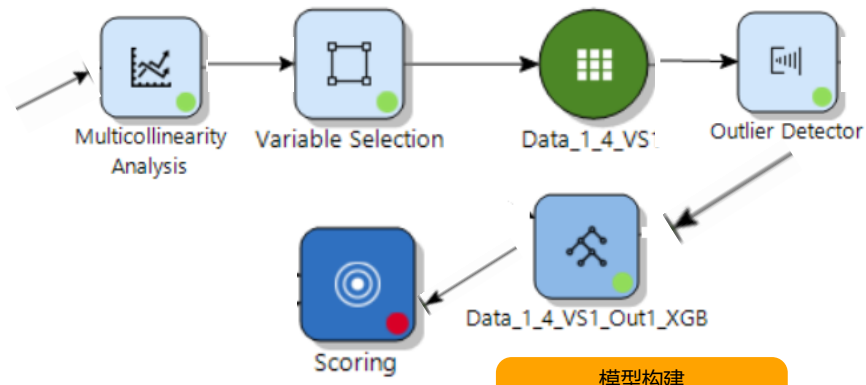 Multicollinearity
Analysis
Variable Selection
Data_1_4_VS1
Outlier Detector
Data_1_4_VS1_Out1_XGB
Scoring
模型构建